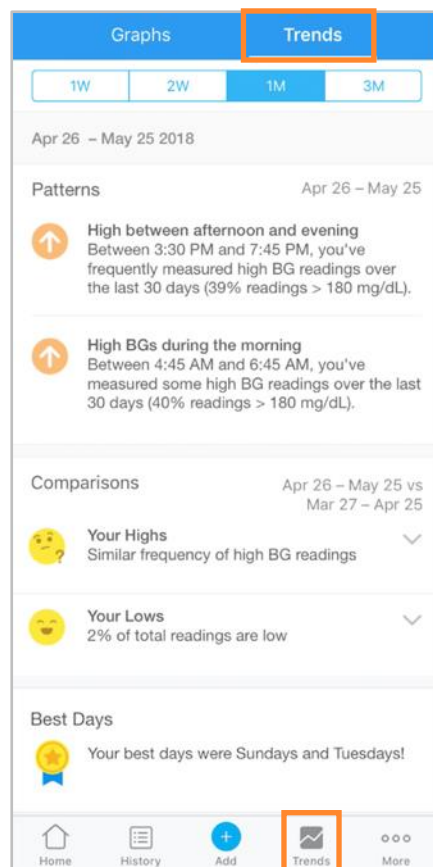 Graphs Trends
1W 2W 1M 3M
Apr 26 – May 25 2018
Patterns Apr 26 – May 25
High between afternoon and evening
Between 3:30 PM and 7:45 PM, you've
frequently measured high BG readings over
the last 30 days (39% readings > 180 mg/dL).
High BGs during the morning
Between 4:45 AM and 6:45 AM, you've
measured some high BG readings over the last
30 days (40% readings > 180 mg/dL).
Comparisons Apr 26 – May 25 vs
Mar 27 – Apr 25
Your Highs
Similar frequency of high BG readings
Your Lows
2% of total readings are low
Best Days
Your best days were Sundays and Tuesdays!
Home History Add Trends More